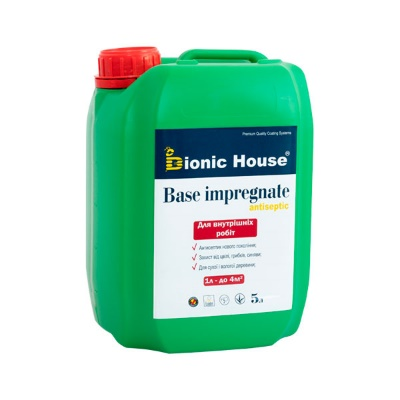 Premium Quality Coating Systems
Bionic House®
Base impregnate
antiseptic
Для внутрішніх
робіт
Антисептик нового покоління;
Захист від цвілі, грибків, синяви;
Для сухої і вологої деревини;
1л - до 4м²
5л